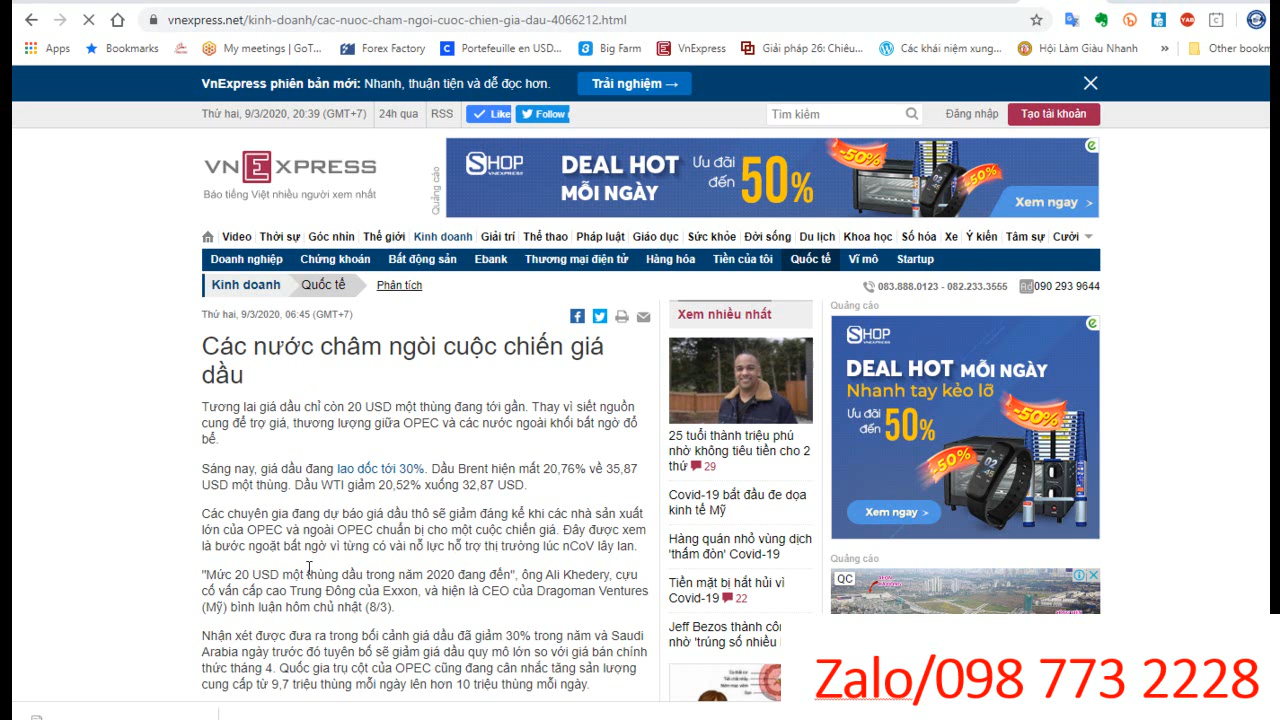 vnexpress.net/kinh-doanh/cac-nuoc-cham-ngoi-cuoc-chien-gia-dau-4066212.html
Apps Bookmarks My meetings | GoT... Forex Factory Portefeuille en USD... Big Farm VnExpress Giải pháp 26: Chiêu... Các khái niệm xung... Hội Làm Giàu Nhanh » Other bookm
VnExpress phiên bản mới: Nhanh, thuận tiện và dễ đọc hơn. Trải nghiệm →
Thứ hai, 9/3/2020, 20:39 (GMT+7) 24h qua RSS Like Follow Tìm kiếm Đăng nhập Tạo tài khoản
VNEXPRESS
Báo tiếng Việt nhiều người xem nhất
Quảng cáo
SHOP
VNEXPRESS
DEAL HOT
MỖI NGÀY
Ưu đãi
đến
50%
-50%
-50%
Xem ngay >
Video Thời sự Góc nhìn Thế giới Kinh doanh Giải trí Thể thao Pháp luật Giáo dục Sức khỏe Đời sống Du lịch Khoa học Số hóa Xe Ý kiến Tâm sự Cười
Doanh nghiệp Chứng khoán Bất động sản Ebank Thương mại điện tử Hàng hóa Tiền của tôi Quốc tế Vĩ mô Startup
Kinh doanh Quốc tế Phân tích
083.888.0123 - 082.233.3555 Ad 090 293 9644
Thứ hai, 9/3/2020, 06:45 (GMT+7)
Các nước châm ngòi cuộc chiến giá
dầu
Tương lai giá dầu chỉ còn 20 USD một thùng đang tới gần. Thay vì siết nguồn
cung để trợ giá, thương lượng giữa OPEC và các nước ngoài khối bất ngờ đổ
bể.
Sáng nay, giá dầu đang lao dốc tới 30%. Dầu Brent hiện mất 20,76% về 35,87
USD một thùng. Dầu WTI giảm 20,52% xuống 32,87 USD.
Các chuyên gia đang dự báo giá dầu thô sẽ giảm đáng kể khi các nhà sản xuất
lớn của OPEC và ngoài OPEC chuẩn bị cho một cuộc chiến giá. Đây được xem
là bước ngoặt bất ngờ vì từng có vài nỗ lực hỗ trợ thị trường lúc nCoV lây lan.
"Mức 20 USD một thùng dầu trong năm 2020 đang đến", ông Ali Khedery, cựu
cố vấn cấp cao Trung Đông của Exxon, và hiện là CEO của Dragoman Ventures
(Mỹ) bình luận hôm chủ nhật (8/3).
Nhận xét được đưa ra trong bối cảnh giá dầu đã giảm 30% trong năm và Saudi
Arabia ngày trước đó tuyên bố sẽ giảm giá dầu quy mô lớn so với giá bán chính
thức tháng 4. Quốc gia trụ cột của OPEC cũng đang cân nhắc tăng sản lượng
cung cấp từ 9,7 triệu thùng mỗi ngày lên hơn 10 triệu thùng mỗi ngày.
Xem nhiều nhất
25 tuổi thành triệu phú
nhờ không tiêu tiền cho 2
thứ 29
Covid-19 bắt đầu đe dọa
kinh tế Mỹ
Hàng quán nhỏ vùng dịch
'thấm đòn' Covid-19
Tiền mặt bị hắt hủi vì
Covid-19 22
Jeff Bezos thành côn
nhờ 'trúng số nhiều l
Quảng cáo
SHOP
VNEXPRESS
DEAL HOT MỖI NGÀY
Nhanh tay kẻo lỡ
Ưu đãi
đến
50%
-50%
-50%
Xem ngay >
Quảng cáo
QC
Zalo/098 773 2228